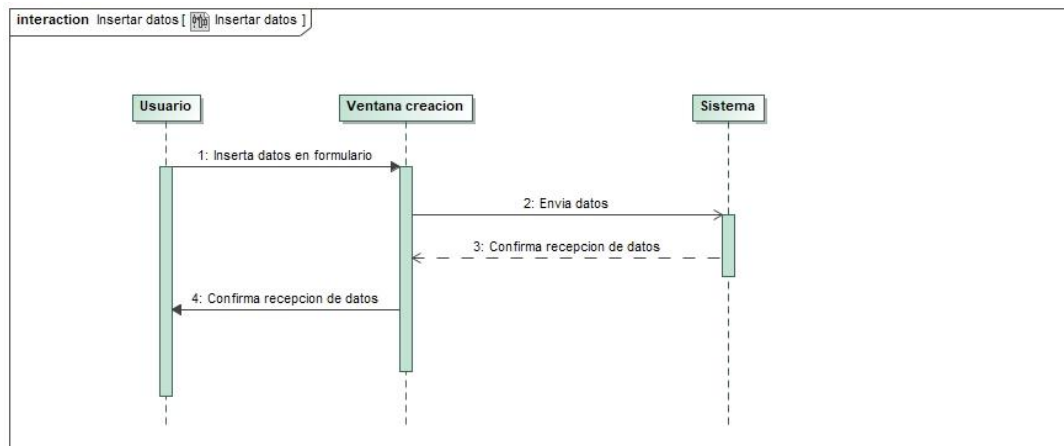 interaction Insertar datos [ Insertar datos ]
Usuario
Ventana creacion
Sistema
1: Inserta datos en formulario
2: Envia datos
3: Confirma recepcion de datos
4: Confirma recepcion de datos